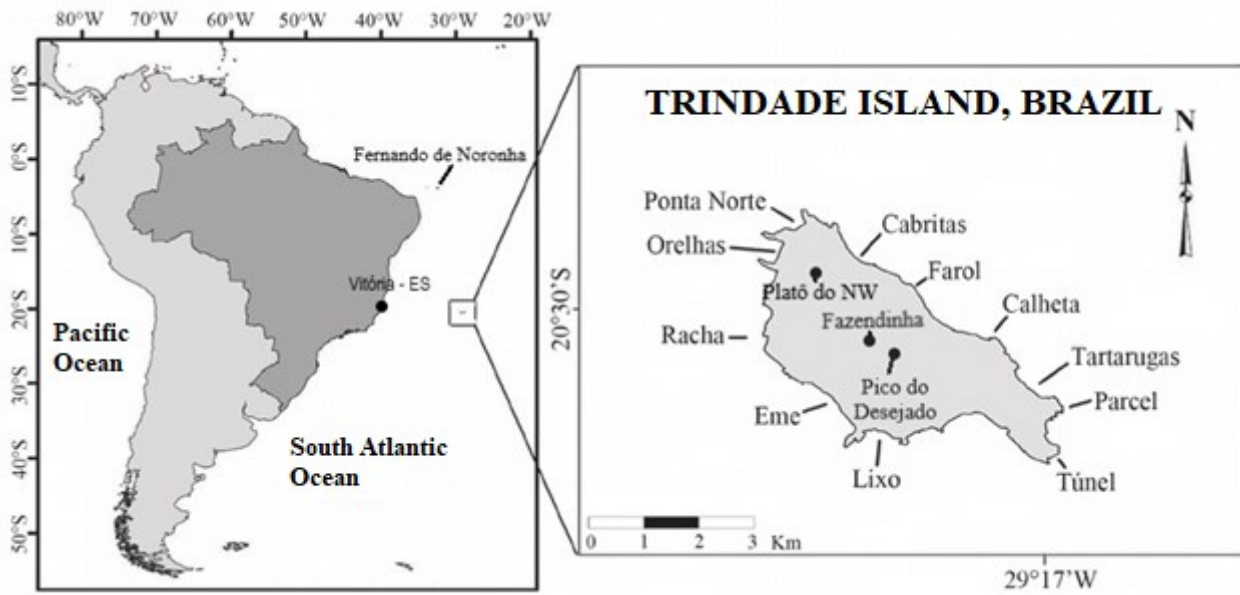 80°W 70°W 60°W 50°W 40°W 30°W 20°W
10°S
0°S
10°S
20°S
30°S
40°S
50°S
Fernando de Noronha
Vitória - ES
Pacific
Ocean
South Atlantic
Ocean
TRINDADE ISLAND, BRAZIL
N
Ponta Norte
Cabritas
Orelhas
Farol
Platô do NW
Calheta
Fazendinha
Racha
Tartarugas
Pico do
Desejado
Parcel
Eme
Lixo
Túnel
0 1 2 3 Km
20°30'S
29°17'W